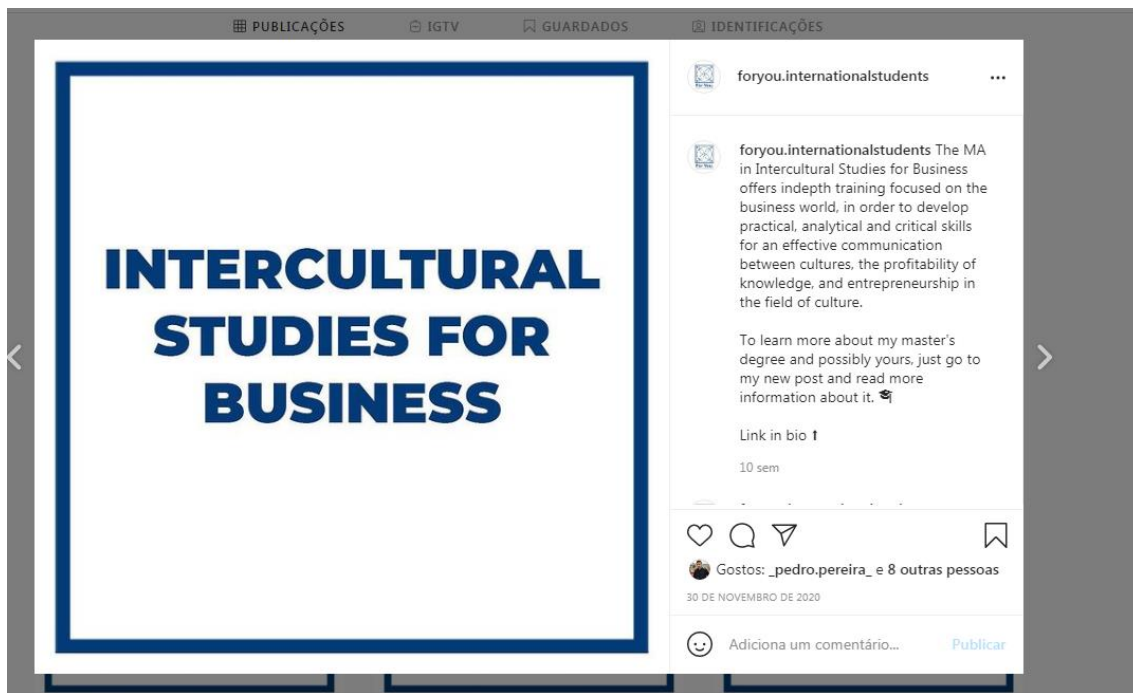 PUBLICAÇÕES IGTV GUARDADOS IDENTIFICAÇÕES
INTERCULTURAL
STUDIES FOR
BUSINESS
foryou.internationalstudents
foryou.internationalstudents The MA
in Intercultural Studies for Business
offers indepth training focused on the
business world, in order to develop
practical, analytical and critical skills
for an effective communication
between cultures, the profitability of
knowledge, and entrepreneurship in
the field of culture.
To learn more about my master's
degree and possibly yours, just go to
my new post and read more
information about it.
Link in bio
10 sem
Gostos: _pedro.pereira_ e 8 outras pessoas
30 DE NOVEMBRO DE 2020
Adiciona um comentário... Publicar